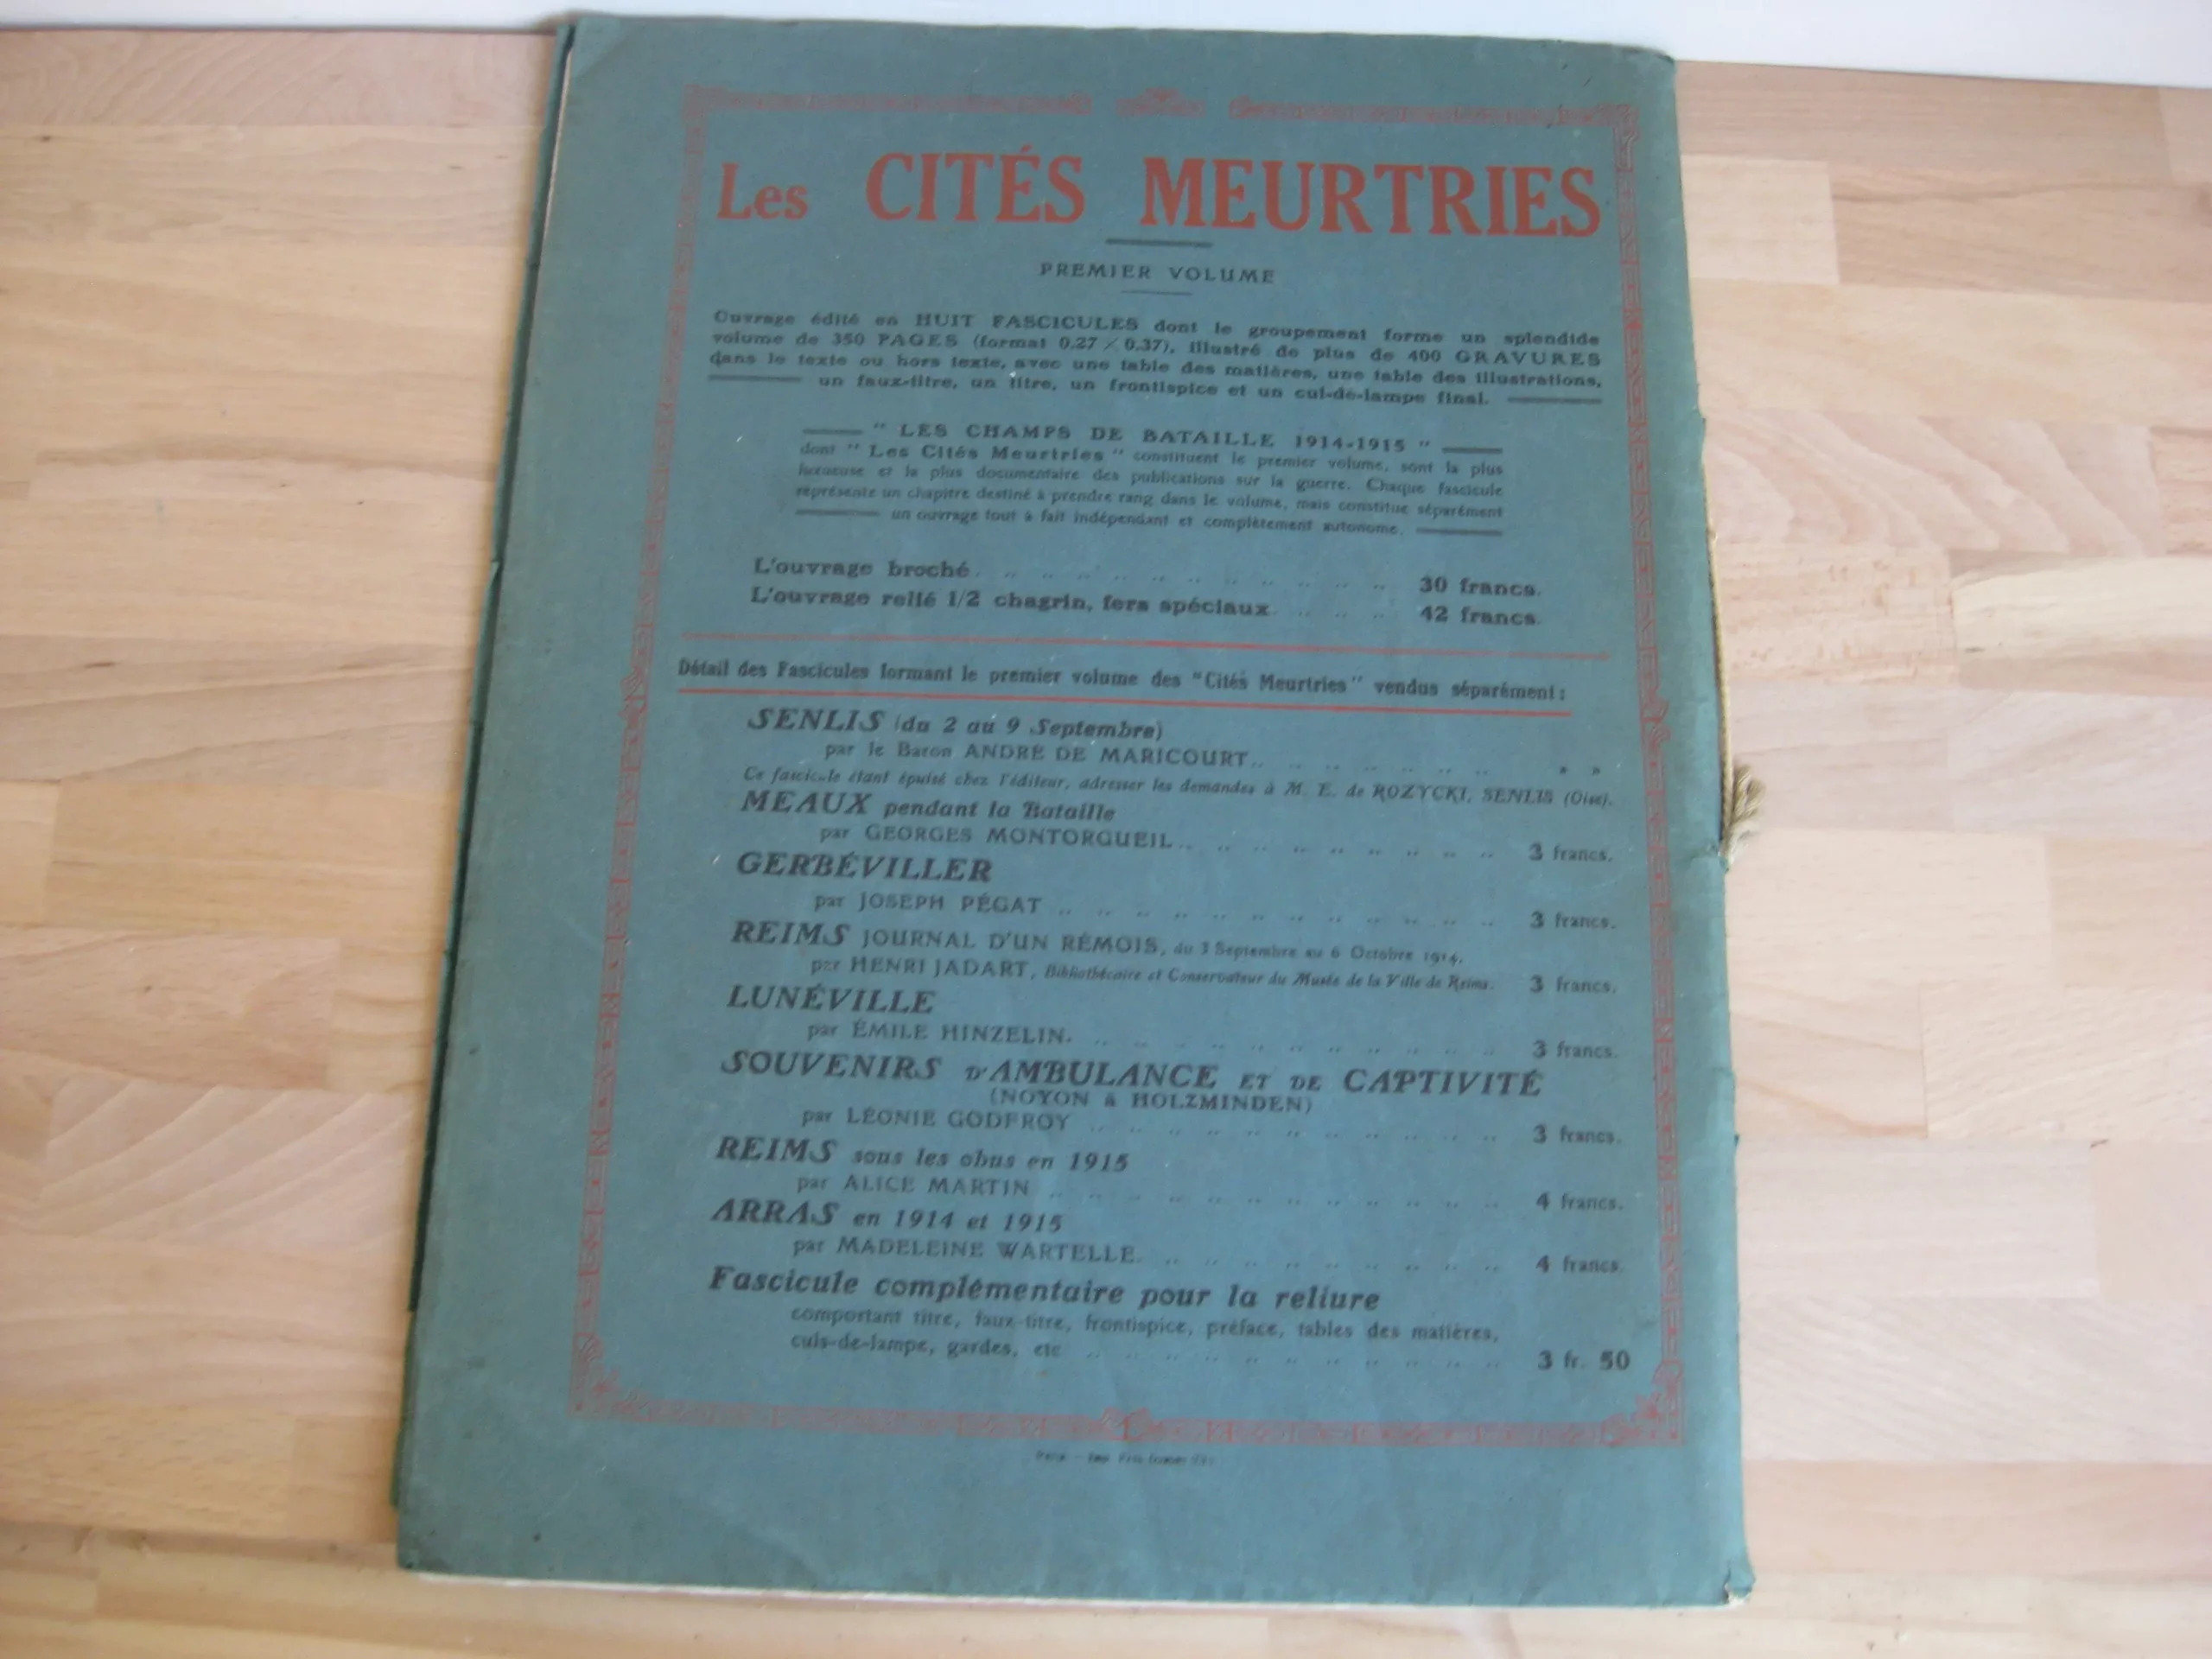 Les CITÉS MEURTRIES
PREMIER VOLUME
Ouvrage édité en HUIT FASCICULES dont le groupement forme un splendide
volume de 350 PAGES (format 0,27 × 0,37), illustré de plus de 400 GRAVURES
dans le texte ou hors texte, avec une table des matières, une table des illustrations,
un faux-titre, un titre, un frontispice et un cul-de-lampe final.
" LES CHAMPS DE BATAILLE 1914-1915 "
dont " Les Cités Meurtries " constituent le premier volume, sont la plus
luxueuse et la plus documentaire des publications sur la guerre. Chaque fascicule
représente un chapitre destiné à prendre rang dans le volume, mais constitue séparément
un ouvrage tout à fait indépendant et complètement autonome.
L'ouvrage broché. .. .. .. .. .. .. .. .. .. .. .. 30 francs.
L'ouvrage relié 1/2 chagrin, fers spéciaux. .. .. .. 42 francs.
Détail des Fascicules formant le premier volume des "Cités Meurtries" vendus séparément :
SENLIS (du 2 au 9 Septembre)
par le Baron ANDRÉ DE MARICOURT.. .. .. .. .. .. .. » »
Ce fascicule étant épuisé chez l'éditeur, adresser les demandes à M. E. de ROZYCKI, SENLIS (Oise).
MEAUX pendant la Bataille
par GEORGES MONTORGUEIL.. .. .. .. .. .. .. .. .. 3 francs.
GERBÉVILLER
par JOSEPH PÉGAT .. .. .. .. .. .. .. .. .. .. .. .. 3 francs.
REIMS JOURNAL D'UN RÉMOIS, du 3 Septembre au 6 Octobre 1914,
par HENRI JADART, Bibliothécaire et Conservateur du Musée de la Ville de Reims. 3 francs.
LUNÉVILLE
par ÉMILE HINZELIN. .. .. .. .. .. .. .. .. .. .. .. 3 francs.
SOUVENIRS D'AMBULANCE ET DE CAPTIVITÉ
(NOYON à HOLZMINDEN)
par LÉONIE GODFROY .. .. .. .. .. .. .. .. .. .. .. 3 francs.
REIMS sous les obus en 1915
par ALICE MARTIN .. .. .. .. .. .. .. .. .. .. .. .. 4 francs.
ARRAS en 1914 et 1915
par MADELEINE WARTELLE. .. .. .. .. .. .. .. .. .. 4 francs.
Fascicule complémentaire pour la reliure
comportant titre, faux-titre, frontispice, préface, tables des matières,
culs-de-lampe, gardes, etc .. .. .. .. .. .. .. .. .. .. .. 3 fr. 50